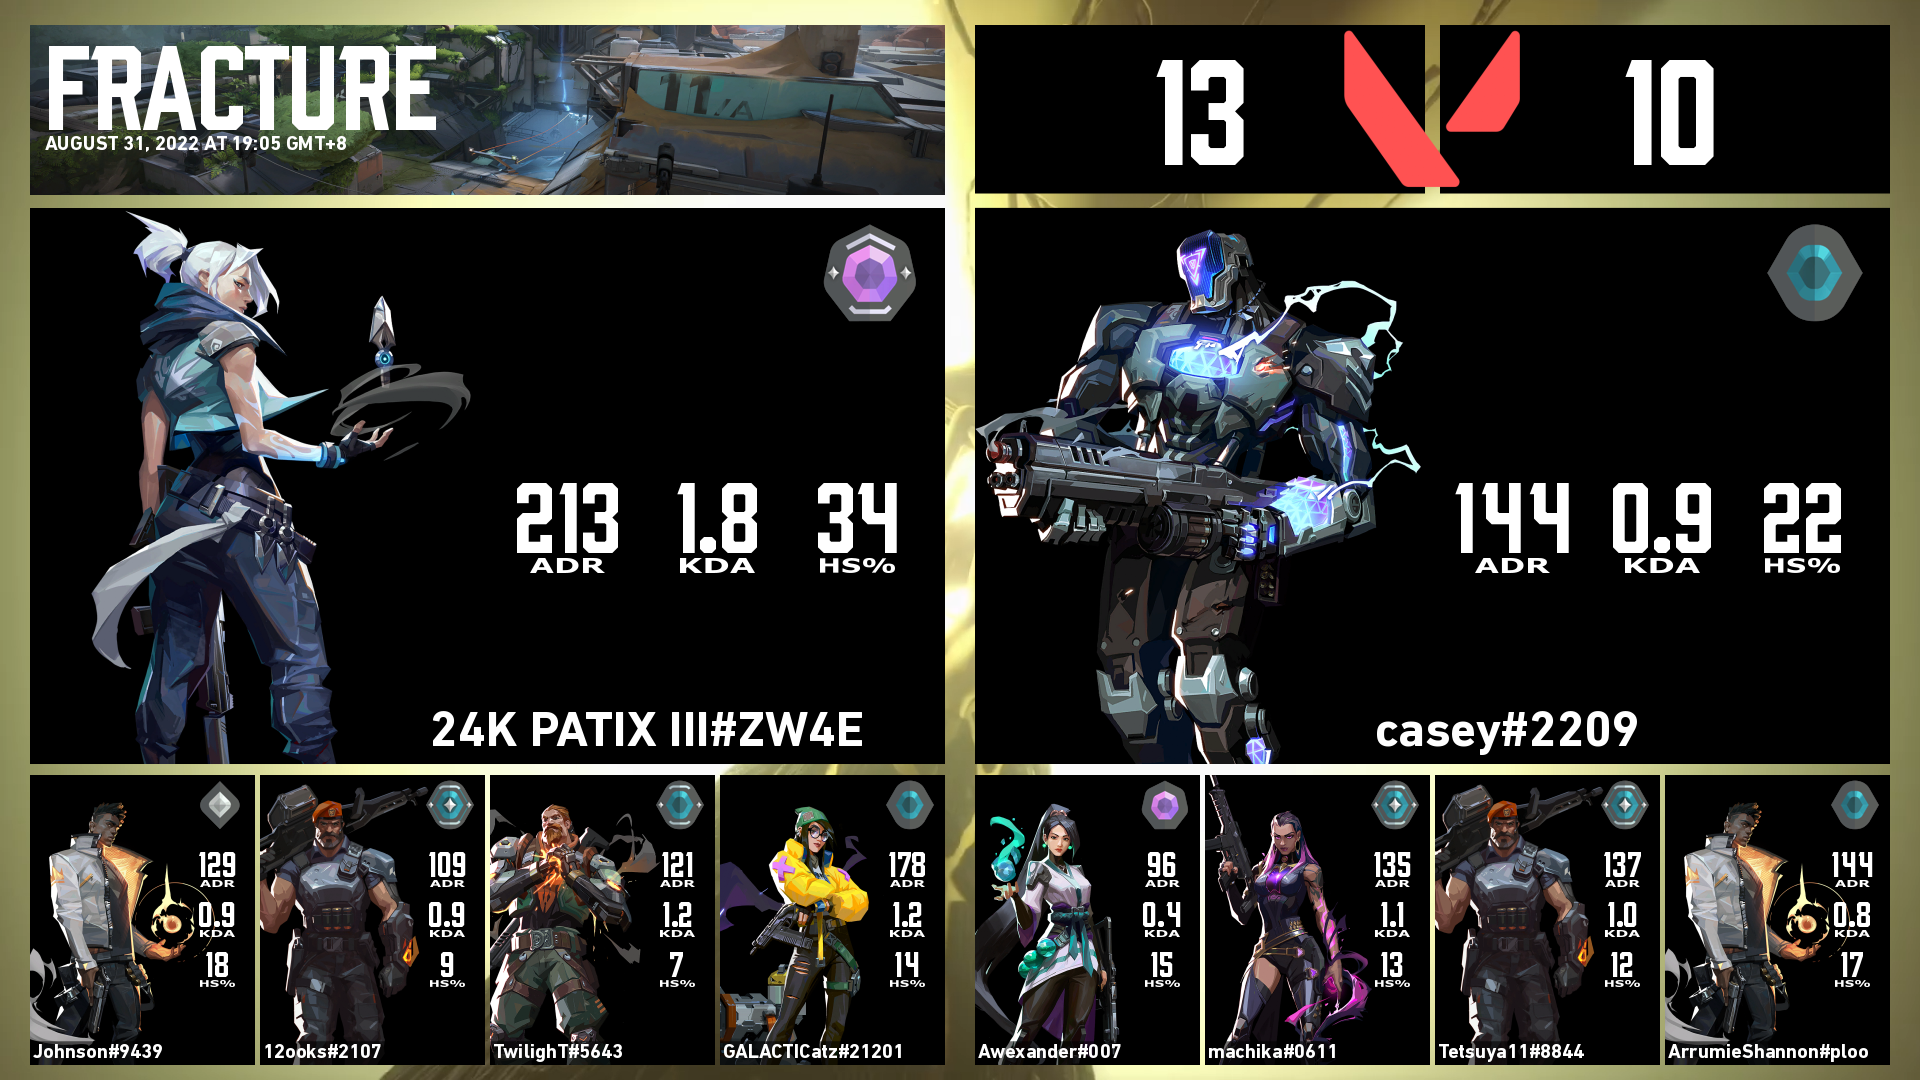 FRACTURE
AUGUST 31, 2022 AT 19:05 GMT+8
13
10
213
ADR
1.8
KDA
34
HS%
24K PATIX III#ZW4E
144
ADR
0.9
KDA
22
HS%
casey#2209
129
ADR
0.9
KDA
18
HS%
Johnson#9439
109
ADR
0.9
KDA
9
HS%
12ooks#2107
121
ADR
1.2
KDA
7
HS%
TwilighT#5643
178
ADR
1.2
KDA
14
HS%
GALACTICatz#21201
96
ADR
0.4
KDA
15
HS%
Awexander#007
135
ADR
1.1
KDA
13
HS%
machika#0611
137
ADR
1.0
KDA
12
HS%
Tetsuya11#8844
144
ADR
0.8
KDA
17
HS%
ArrumieShannon#ploo